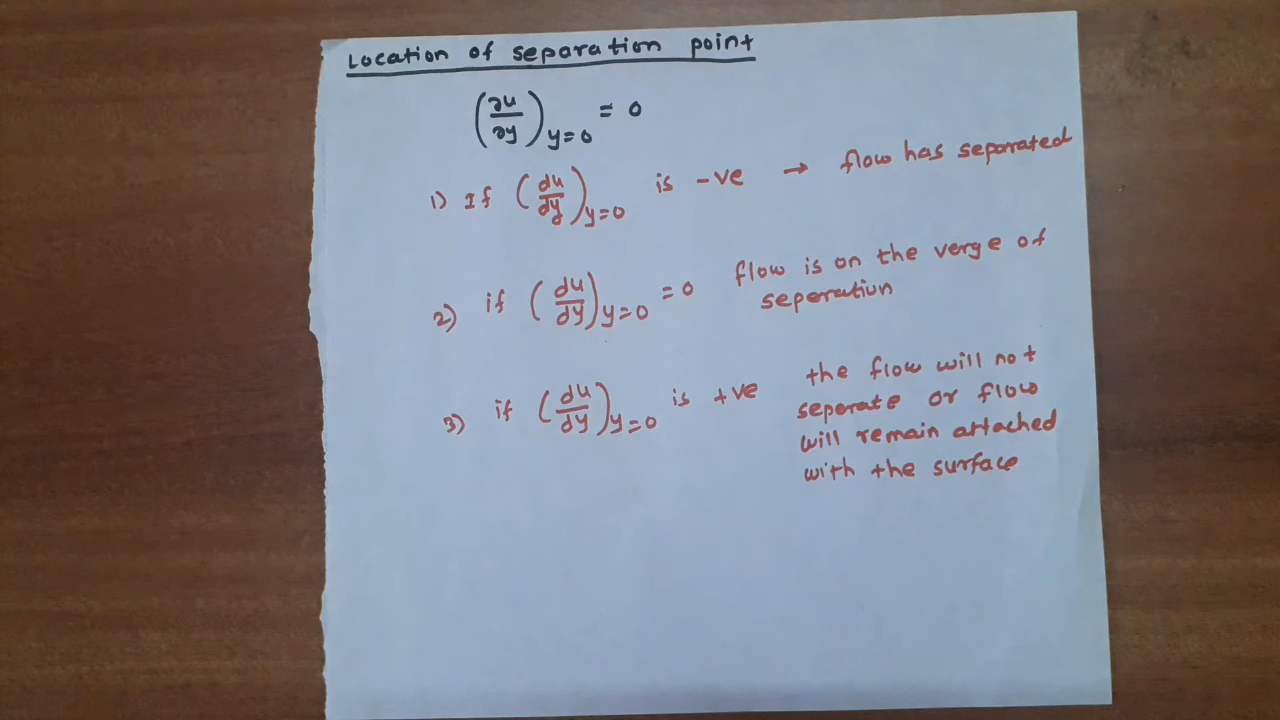 Location of separation point
(∂u/∂y)y=0 = 0
1) If (du/dy)y=0 is -ve → flow has separated
2) if (du/dy)y=0 = 0 flow is on the verge of
seperation
3) if (du/dy)y=0 is +ve the flow will not
seperate or flow
will remain attached
with the surface